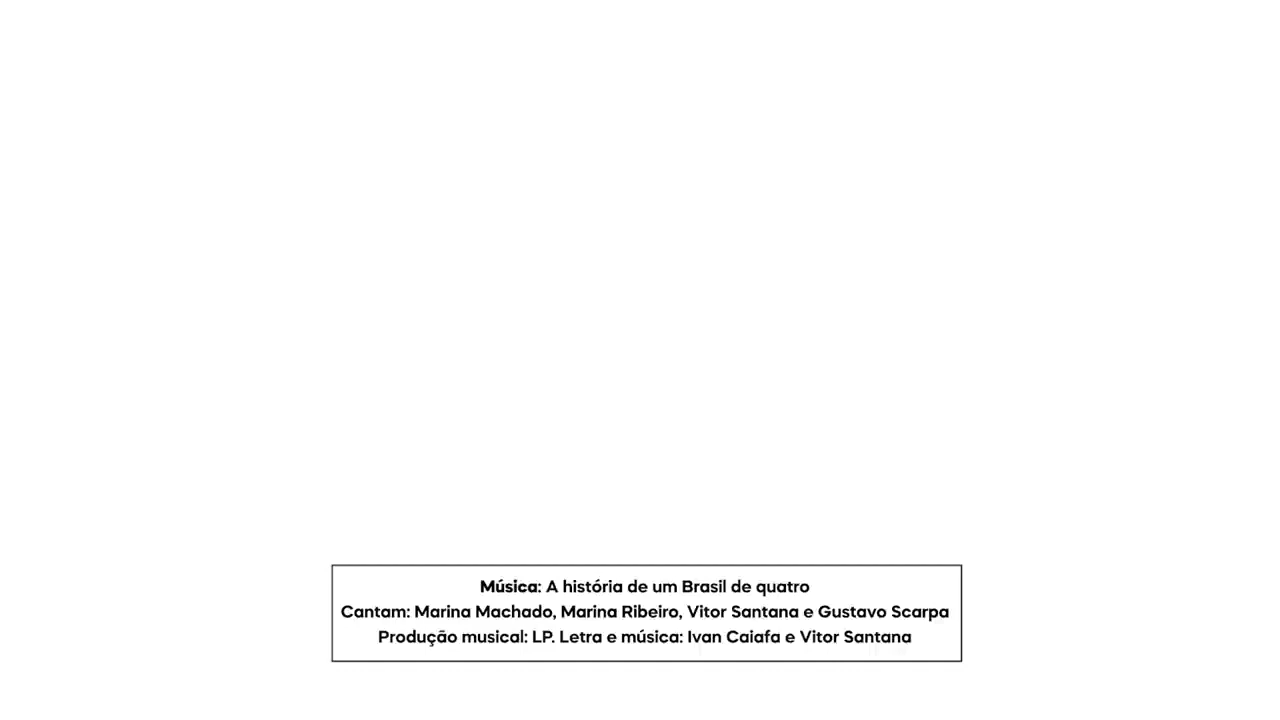 Música: A história de um Brasil de quatro
Cantam: Marina Machado, Marina Ribeiro, Vitor Santana e Gustavo Scarpa
Produção musical: LP. Letra e música: Ivan Caiafa e Vitor Santana